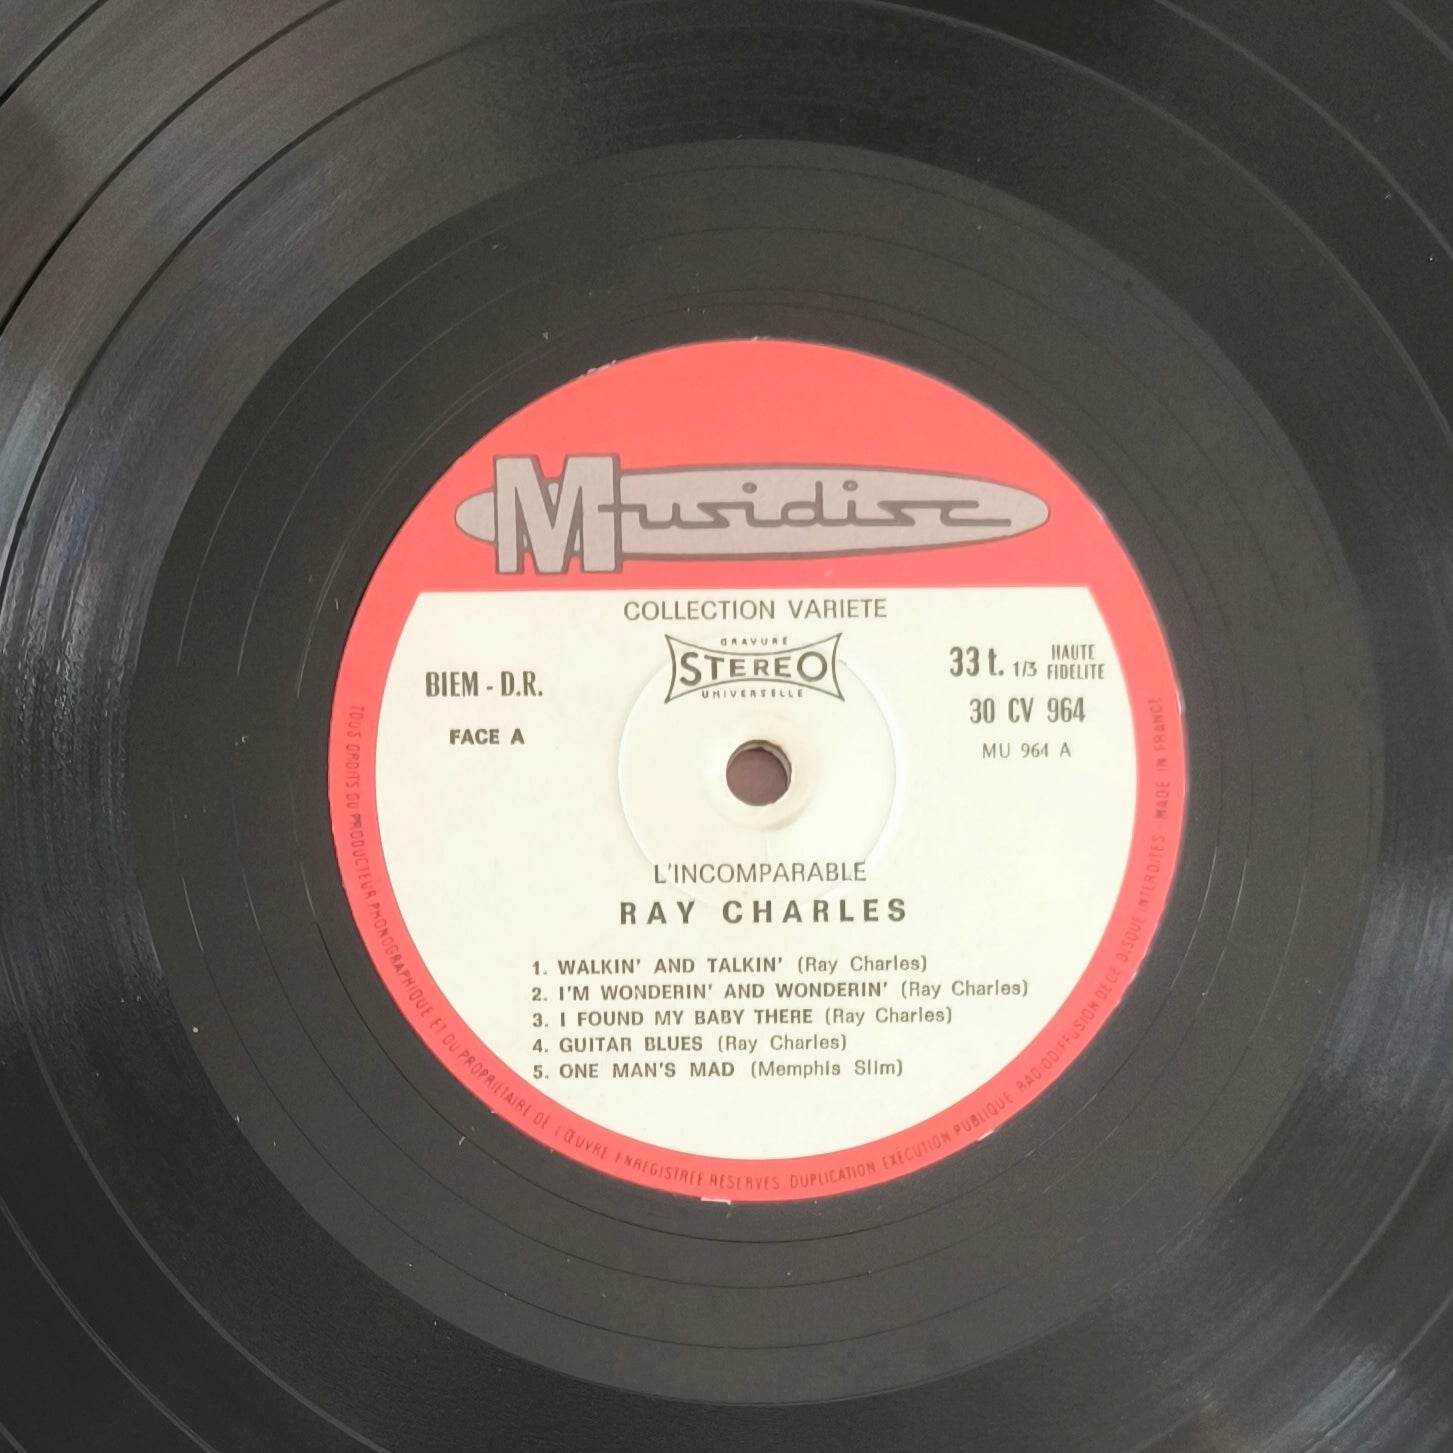 Musidisc
COLLECTION VARIETE
GRAVURE
STEREO
UNIVERSELLE
BIEM - D.R.
FACE A
33 t. 1/3 HAUTE FIDELITE
30 CV 964
MU 964 A
L'INCOMPARABLE
RAY CHARLES
1. WALKIN' AND TALKIN' (Ray Charles)
2. I'M WONDERIN' AND WONDERIN' (Ray Charles)
3. I FOUND MY BABY THERE (Ray Charles)
4. GUITAR BLUES (Ray Charles)
5. ONE MAN'S MAD (Memphis Slim)
TOUS DROITS DU PRODUCTEUR PHONOGRAPHIQUE ET DU PROPRIETAIRE DE L'ŒUVRE ENREGISTREE RESERVES. DUPLICATION EXECUTION PUBLIQUE RADIODIFFUSION DE CE DISQUE INTERDITES - MADE IN FRANCE